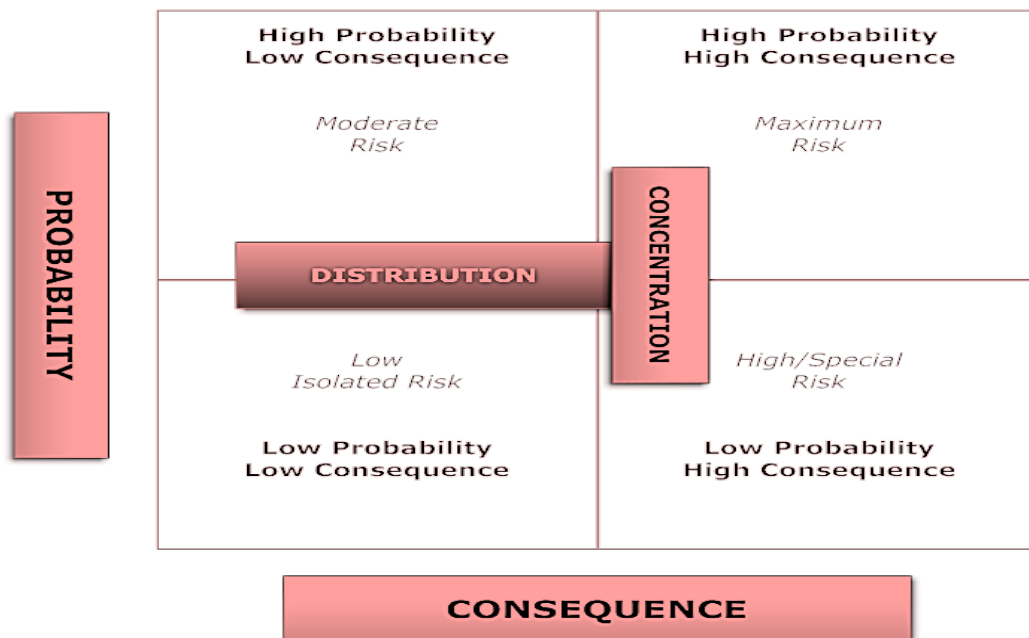 High Probability
Low Consequence
High Probability
High Consequence
Moderate
Risk
Maximum
Risk
PROBABILITY
DISTRIBUTION
CONCENTRATION
Low
Isolated Risk
High/Special
Risk
Low Probability
Low Consequence
Low Probability
High Consequence
CONSEQUENCE